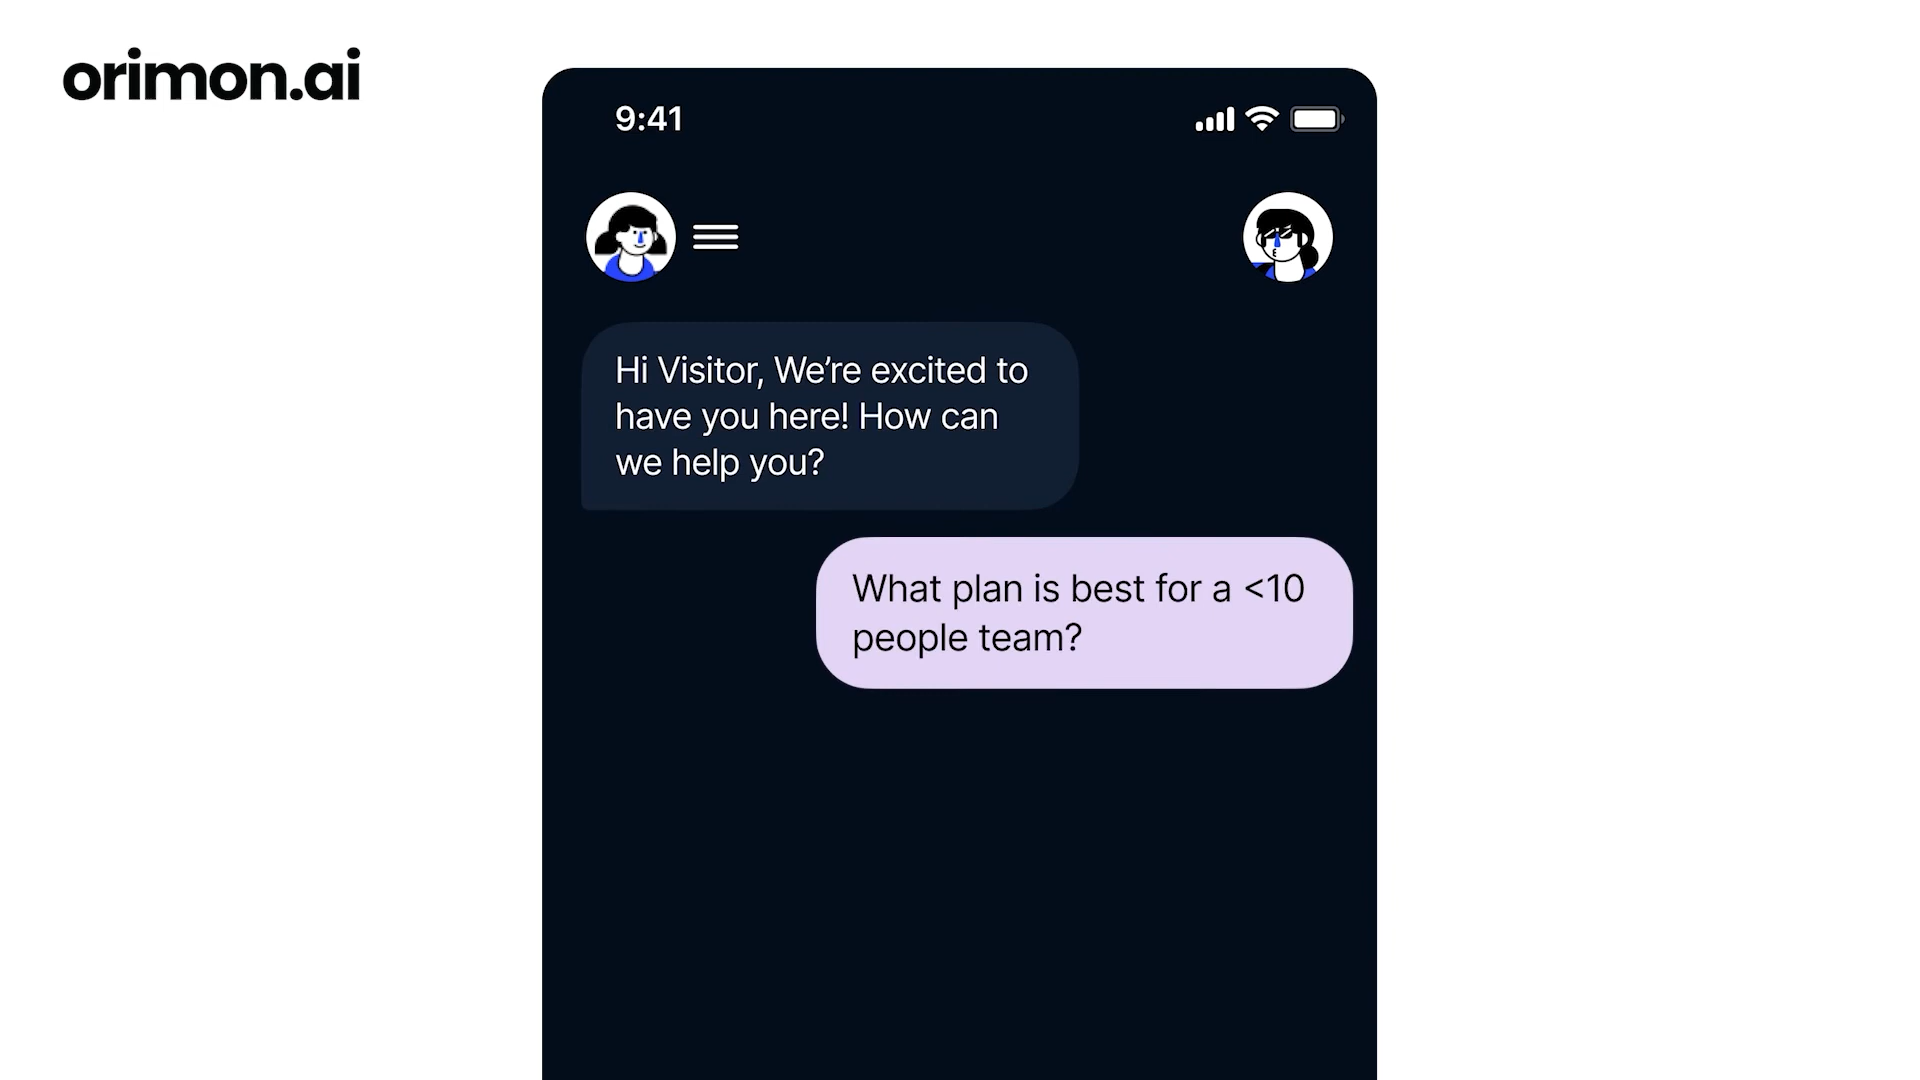 orimon.ai
9:41
Hi Visitor, We’re excited to
have you here! How can
we help you?
What plan is best for a <10
people team?